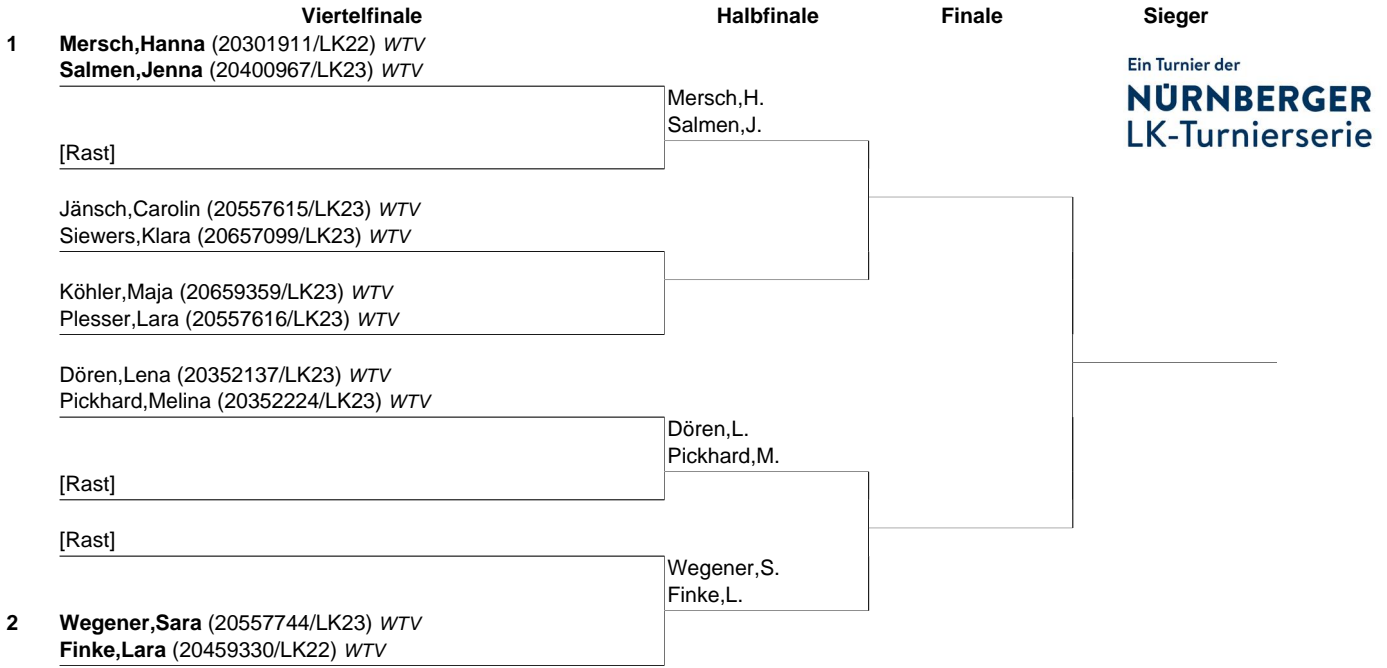 Viertelfinale Halbfinale Finale Sieger
1 Mersch,Hanna (20301911/LK22) WTV
Salmen,Jenna (20400967/LK23) WTV
Ein Turnier der
NÜRNBERGER
LK-Turnierserie
Mersch,H.
Salmen,J.
[Rast]
Jänsch,Carolin (20557615/LK23) WTV
Siewers,Klara (20657099/LK23) WTV
Köhler,Maja (20659359/LK23) WTV
Plesser,Lara (20557616/LK23) WTV
Dören,Lena (20352137/LK23) WTV
Pickhard,Melina (20352224/LK23) WTV
Dören,L.
Pickhard,M.
[Rast]
[Rast]
Wegener,S.
Finke,L.
2 Wegener,Sara (20557744/LK23) WTV
Finke,Lara (20459330/LK22) WTV